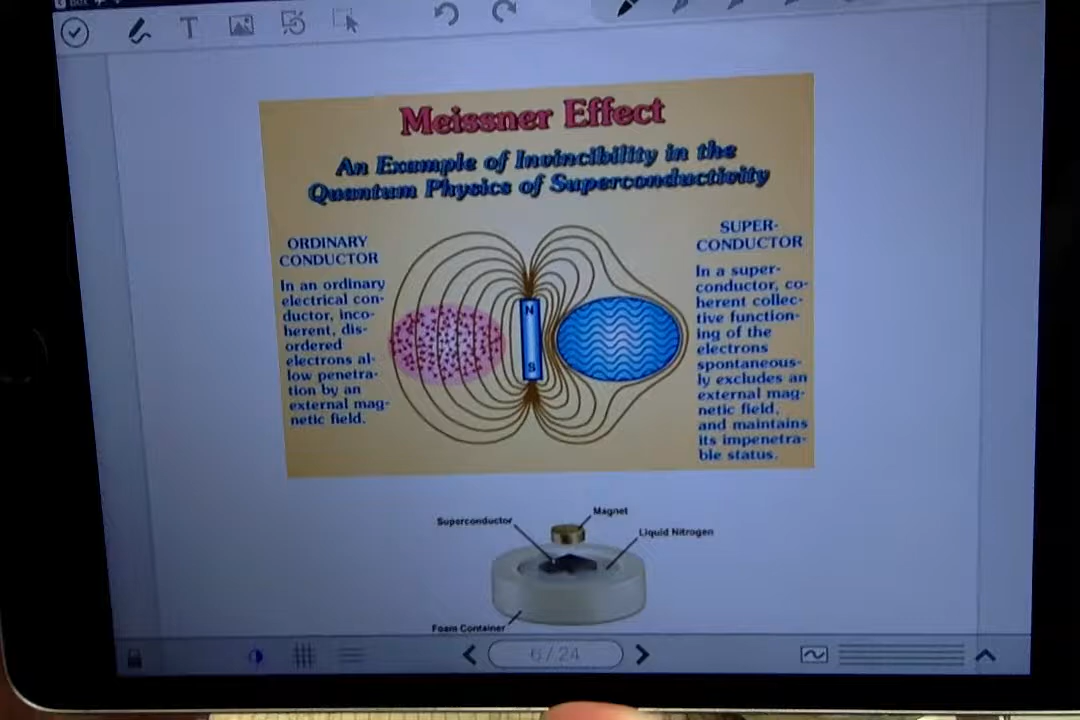 T
Meissner Effect
An Example of Invincibility in the
Quantum Physics of Superconductivity
ORDINARY
CONDUCTOR
In an ordinary
electrical con-
ductor, inco-
herent, dis-
ordered
electrons al-
low penetra-
tion by an
external mag-
netic field.
N
S
SUPER-
CONDUCTOR
In a super-
conductor, co-
herent collec-
tive function-
ing of the
electrons
spontaneous-
ly excludes an
external mag-
netic field,
and maintains
its impenetra-
ble status.
Superconductor
Magnet
Liquid Nitrogen
Foam Container
6 / 24